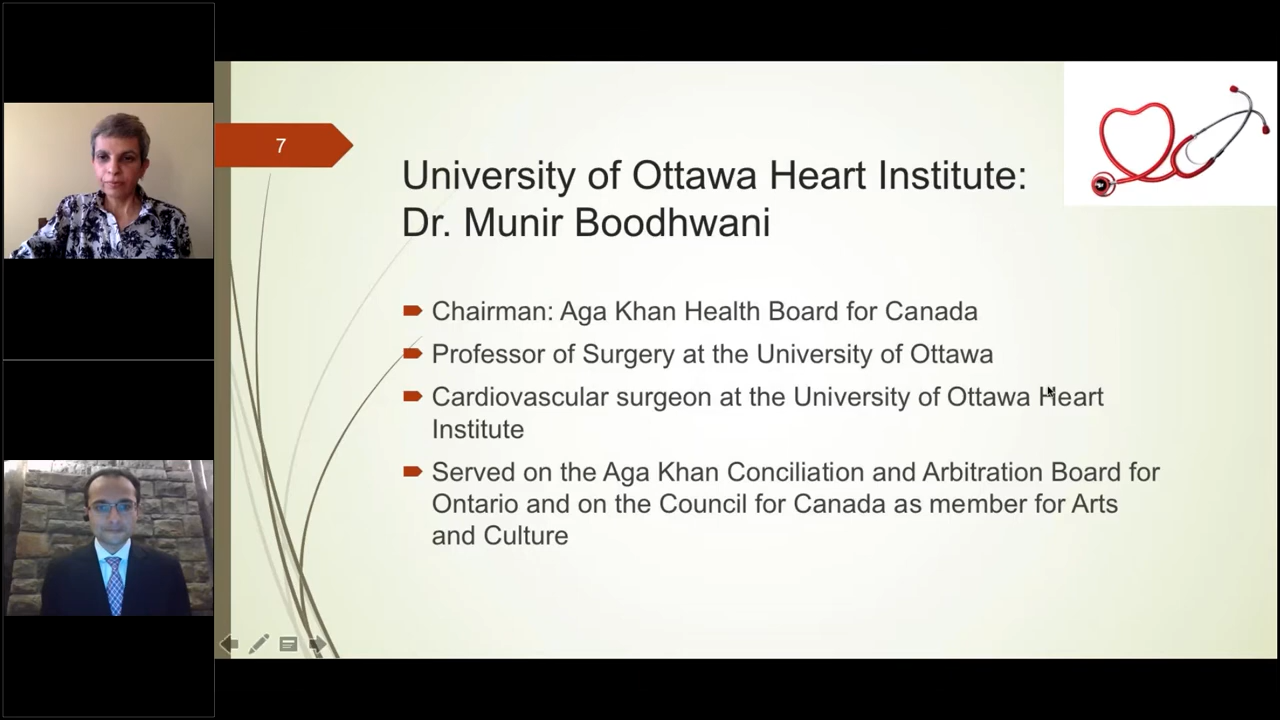 7
University of Ottawa Heart Institute:
Dr. Munir Boodhwani
Chairman: Aga Khan Health Board for Canada
Professor of Surgery at the University of Ottawa
Cardiovascular surgeon at the University of Ottawa Heart
Institute
Served on the Aga Khan Conciliation and Arbitration Board for
Ontario and on the Council for Canada as member for Arts
and Culture